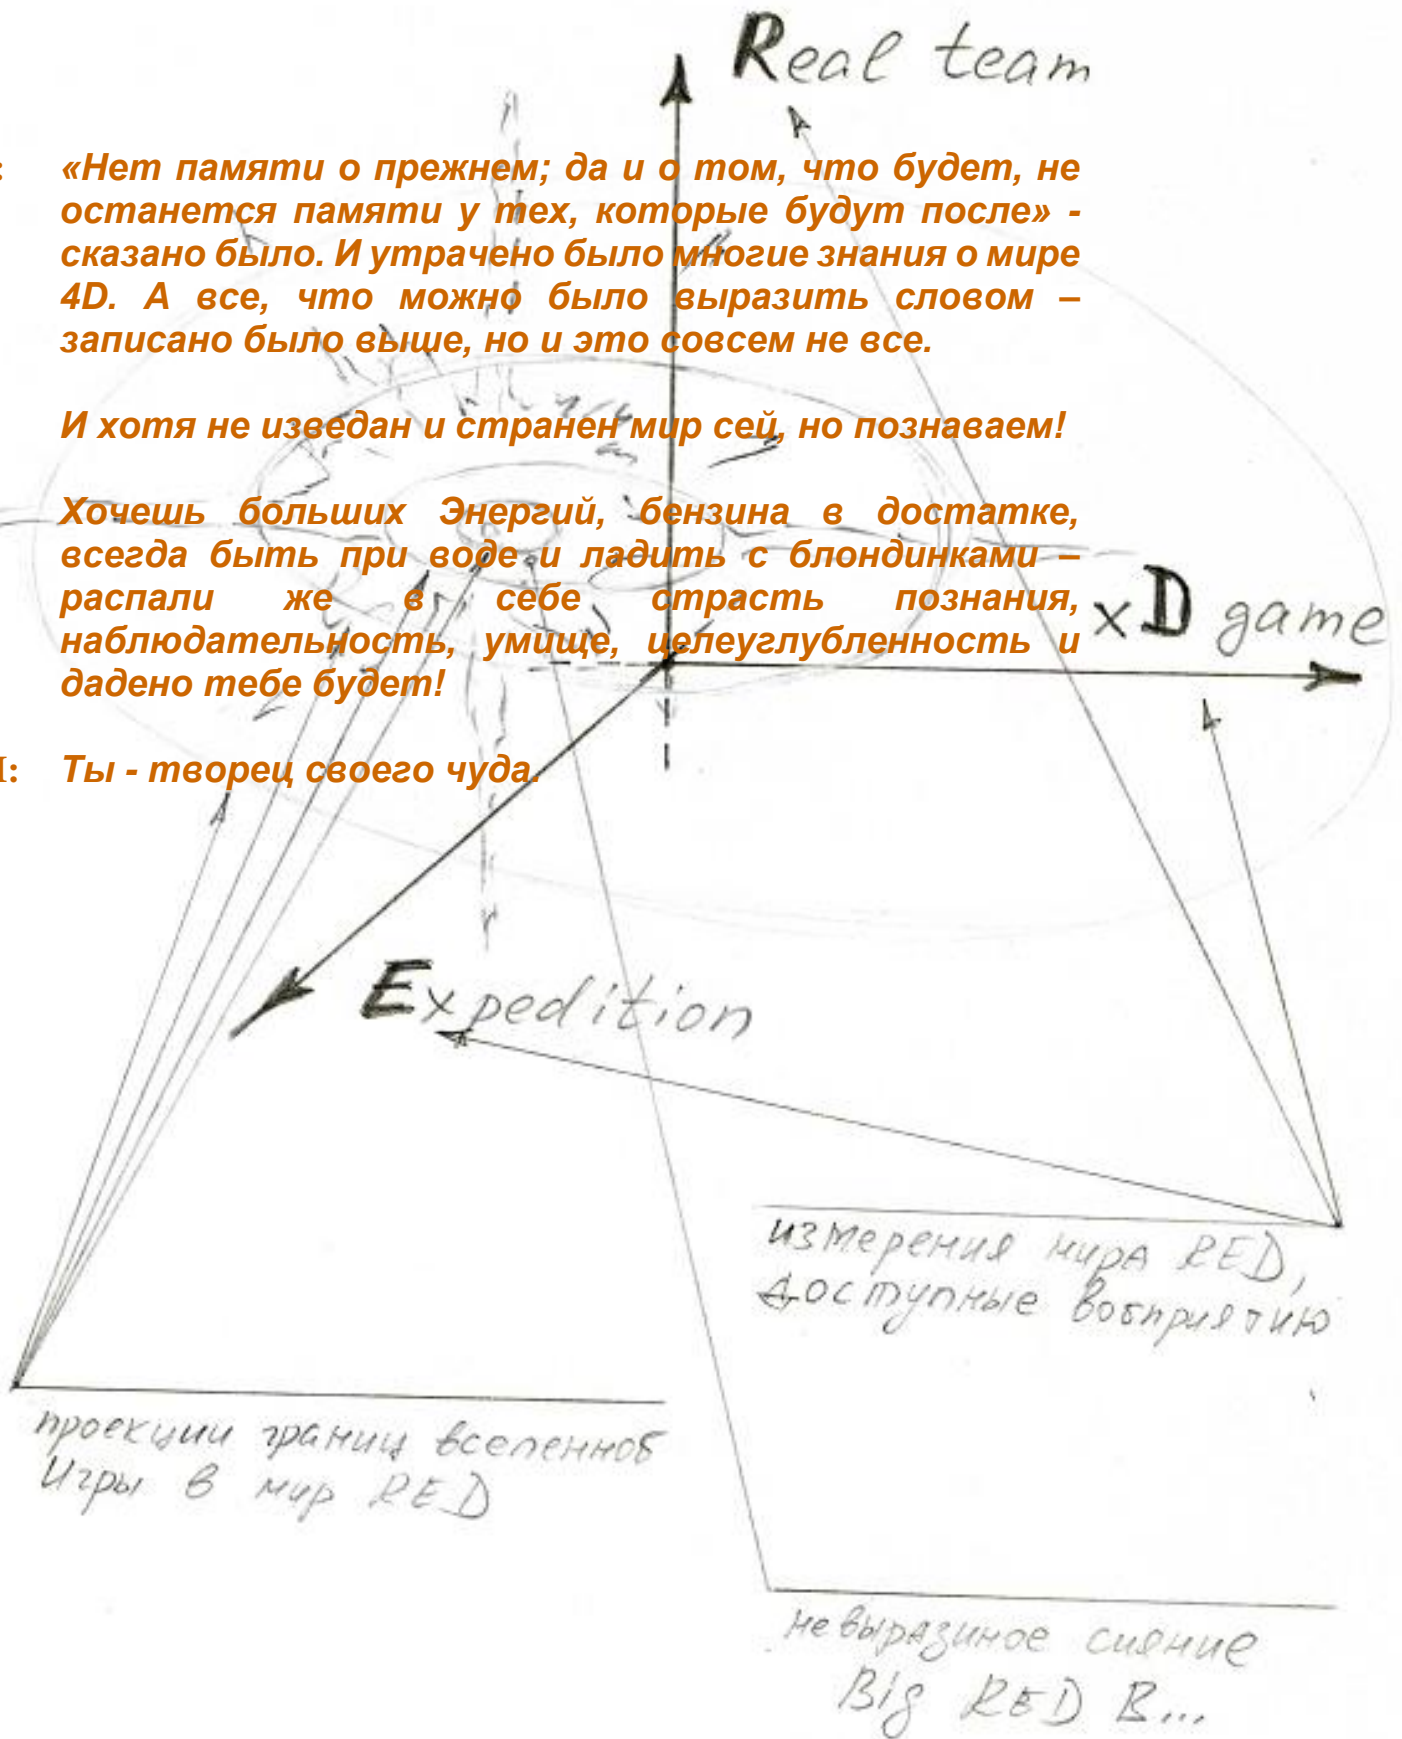 Real team
«Нет памяти о прежнем; да и о том, что будет, не
останется памяти у тех, которые будут после» -
сказано было. И утрачено было многие знания о мире
4D. А все, что можно было выразить словом –
записано было выше, но и это совсем не все.
И хотя не изведан и странен мир сей, но познаваем!
Хочешь больших Энергий, бензина в достатке,
всегда быть при воде и ладить с блондинками –
распали же в себе страсть познания,
наблюдательность, умище, целеуглубленность и
дадено тебе будет!
xD game
Ты - творец своего чуда.
Expedition
измерения мира RED,
доступные восприятию
проекции границ вселенной
Игры в мир RED
невыразиное сияние
Big RED B...